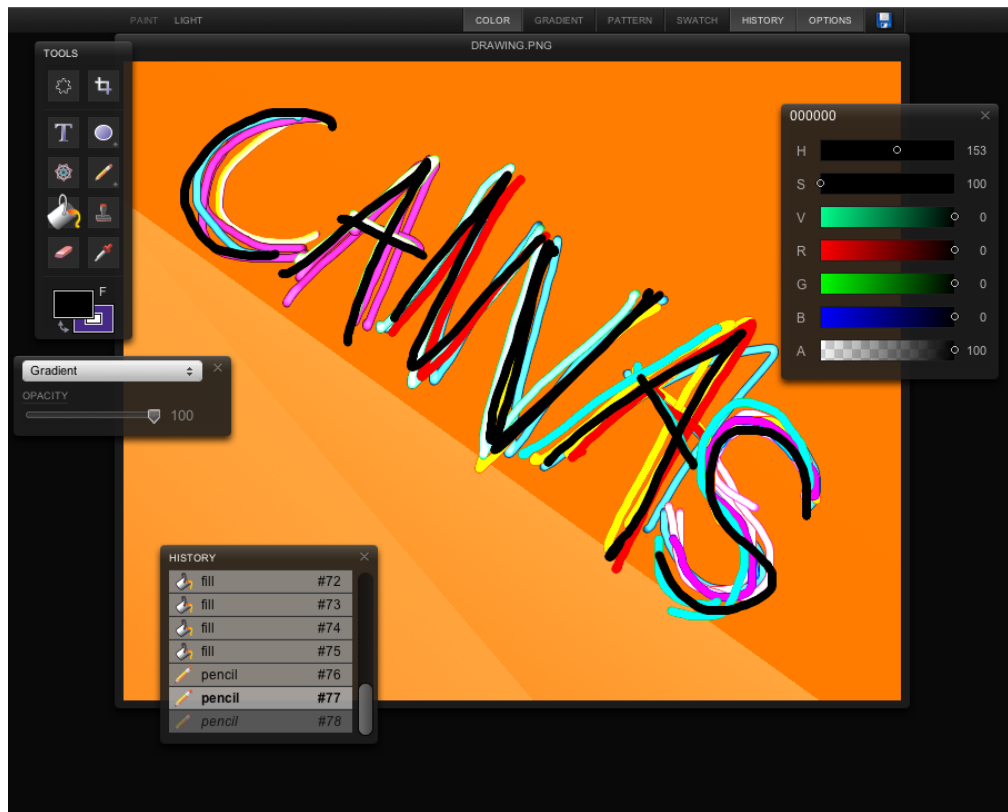 PAINT LIGHT COLOR GRADIENT PATTERN SWATCH HISTORY OPTIONS
DRAWING.PNG
TOOLS
T
F
CANVAS
000000
H 153
S 100
V 0
R 0
G 0
B 0
A 100
Gradient
OPACITY
100
HISTORY
fill #72
fill #73
fill #74
fill #75
pencil #76
pencil #77
pencil #78